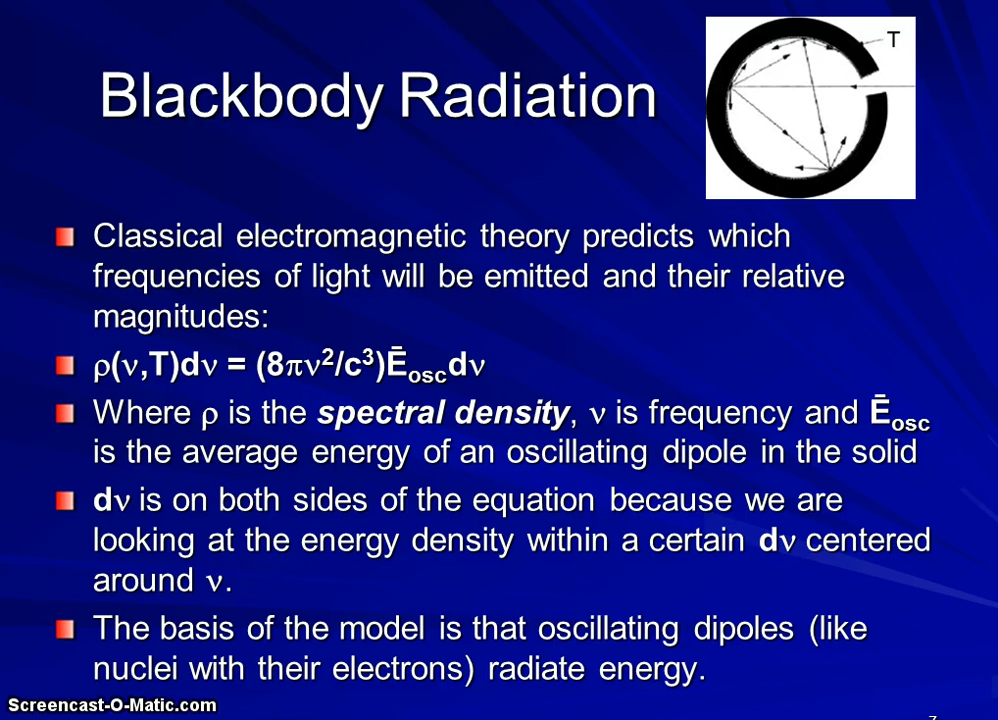 T
Blackbody Radiation
Classical electromagnetic theory predicts which
frequencies of light will be emitted and their relative
magnitudes:
ρ(ν,T)dν = (8πν²/c³)Ēoscdν
Where ρ is the spectral density, ν is frequency and Ēosc
is the average energy of an oscillating dipole in the solid
dν is on both sides of the equation because we are
looking at the energy density within a certain dν centered
around ν.
The basis of the model is that oscillating dipoles (like
nuclei with their electrons) radiate energy.
Screencast-O-Matic.com